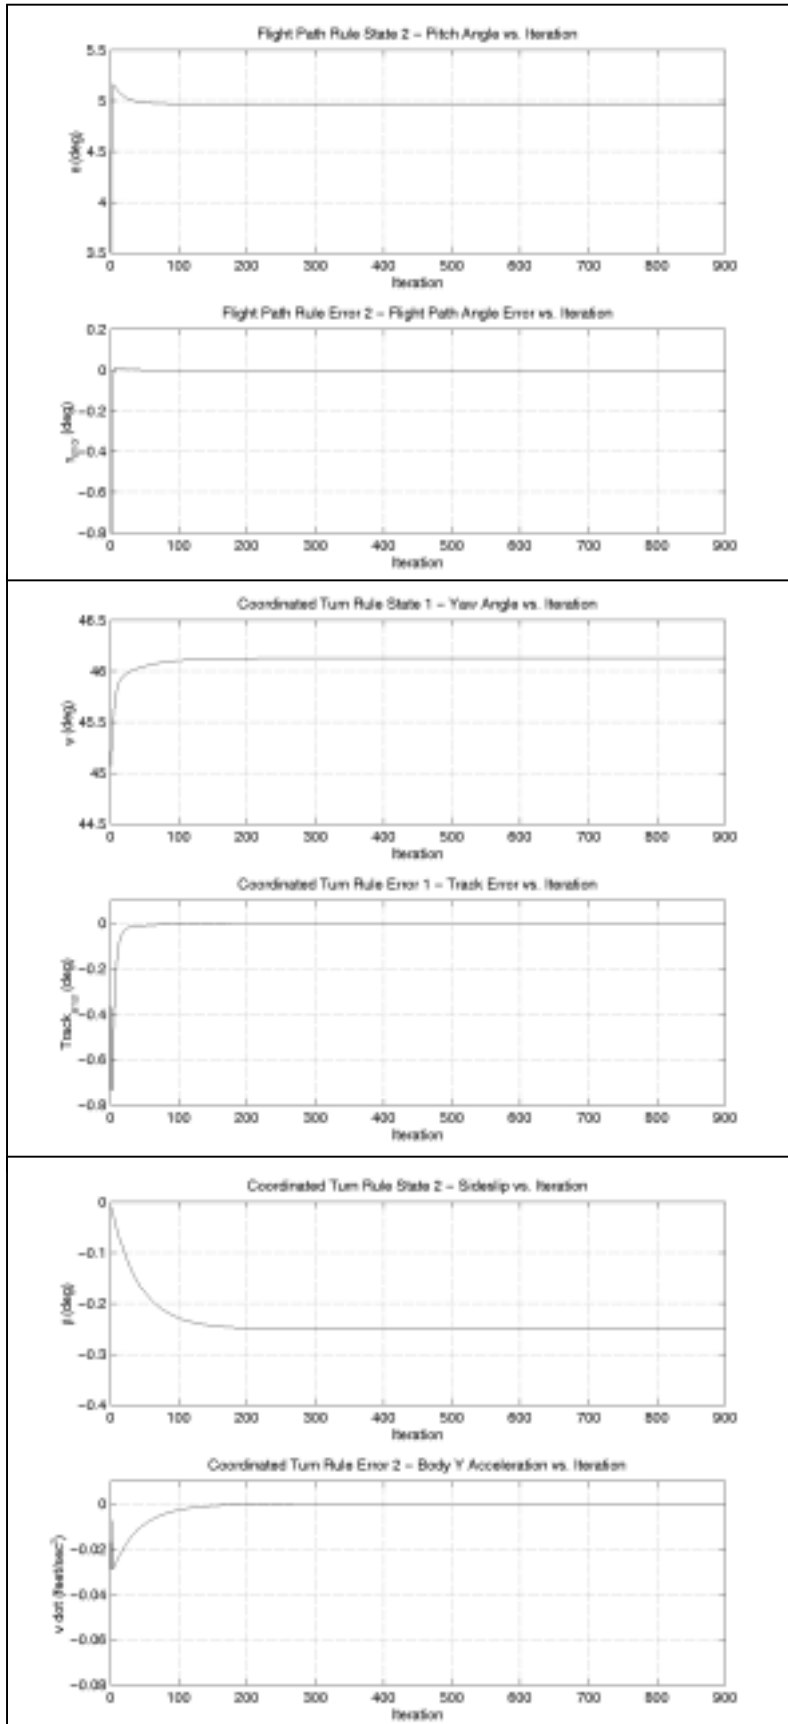 Flight Path Rule State 2 – Pitch Angle vs. Iteration
5.5
5
4.5
4
3.5
(deg)
0 100 200 300 400 500 600 700 800 900
Iteration
Flight Path Rule Error 2 – Flight Path Angle Error vs. Iteration
0.2
0
−0.2
−0.4
−0.6
−0.8
(deg)
0 100 200 300 400 500 600 700 800 900
Iteration
Coordinated Turn Rule State 1 – Yaw Angle vs. Iteration
46.5
46
45.5
45
44.5
(deg)
0 100 200 300 400 500 600 700 800 900
Iteration
Coordinated Turn Rule Error 1 – Track Error vs. Iteration
0
−0.2
−0.4
−0.6
−0.8
Track (deg)
0 100 200 300 400 500 600 700 800 900
Iteration
Coordinated Turn Rule State 2 – Sideslip vs. Iteration
0
−0.1
−0.2
−0.3
−0.4
β (deg)
0 100 200 300 400 500 600 700 800 900
Iteration
Coordinated Turn Rule Error 2 – Body Y Acceleration vs. Iteration
0
−0.02
−0.04
−0.06
−0.08
v dot (feet/sec²)
0 100 200 300 400 500 600 700 800 900
Iteration